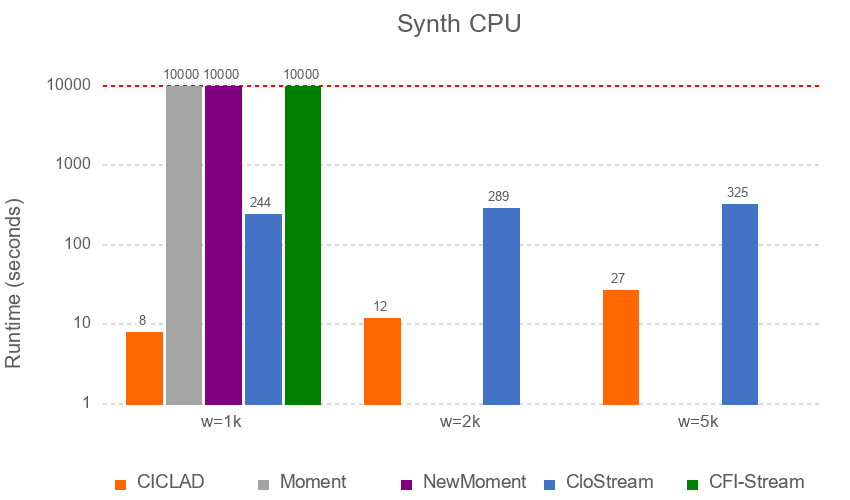 Synth CPU
10000 10000 10000
10000
1000
100
10
1
Runtime (seconds)
8
244
12
289
27
325
w=1k w=2k w=5k
CICLAD Moment NewMoment CloStream CFI-Stream